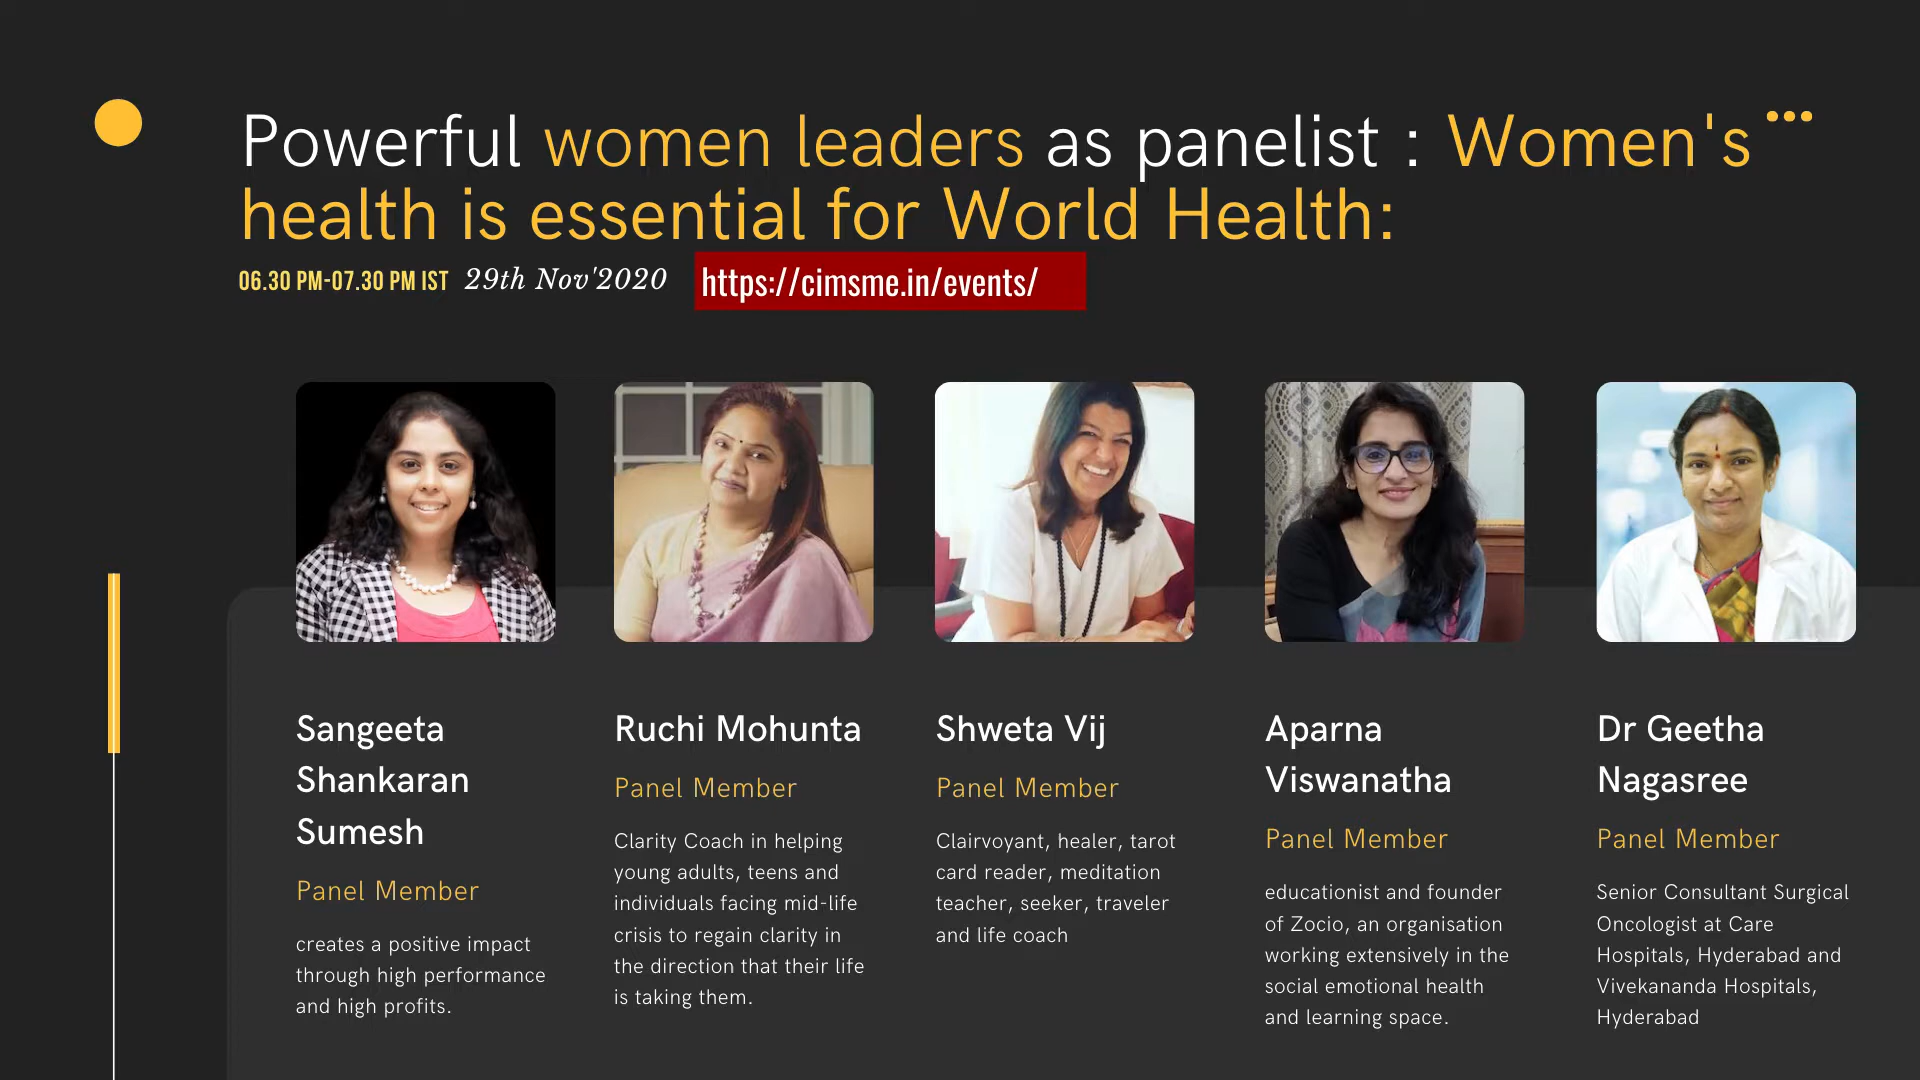 Powerful women leaders as panelist : Women's
health is essential for World Health:
06.30 PM-07.30 PM IST 29th Nov'2020 https://cimsme.in/events/
Sangeeta
Shankaran
Sumesh
Panel Member
creates a positive impact
through high performance
and high profits.
Ruchi Mohunta
Panel Member
Clarity Coach in helping
young adults, teens and
individuals facing mid-life
crisis to regain clarity in
the direction that their life
is taking them.
Shweta Vij
Panel Member
Clairvoyant, healer, tarot
card reader, meditation
teacher, seeker, traveler
and life coach
Aparna
Viswanatha
Panel Member
educationist and founder
of Zocio, an organisation
working extensively in the
social emotional health
and learning space.
Dr Geetha
Nagasree
Panel Member
Senior Consultant Surgical
Oncologist at Care
Hospitals, Hyderabad and
Vivekananda Hospitals,
Hyderabad